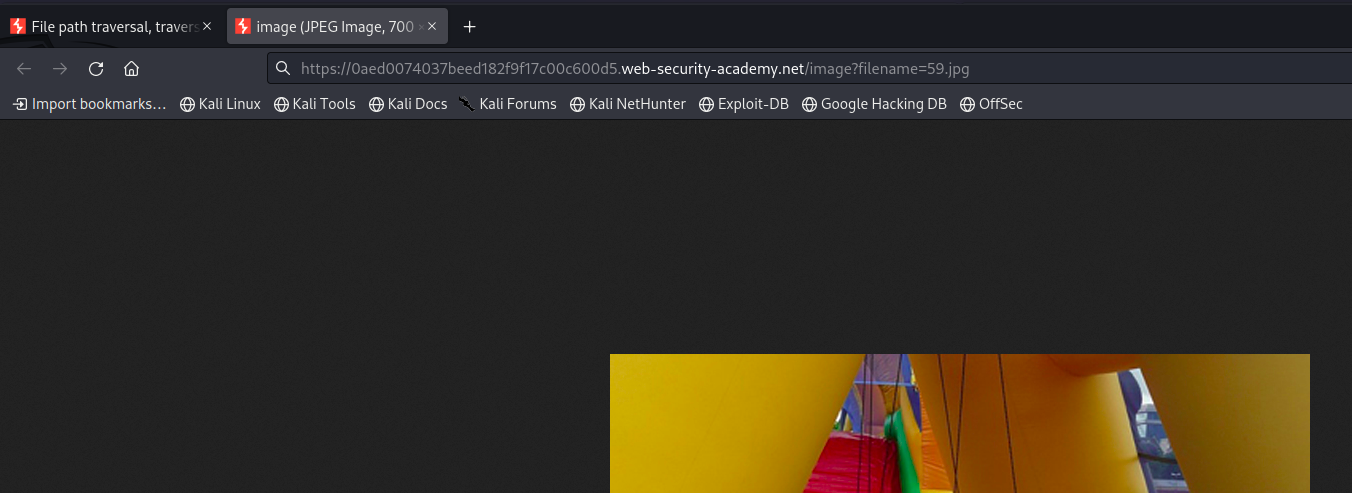 File path traversal, travers
image (JPEG Image, 700 ×
https://0aed0074037beed182f9f17c00c600d5.web-security-academy.net/image?filename=59.jpg
Import bookmarks... Kali Linux Kali Tools Kali Docs Kali Forums Kali NetHunter Exploit-DB Google Hacking DB OffSec